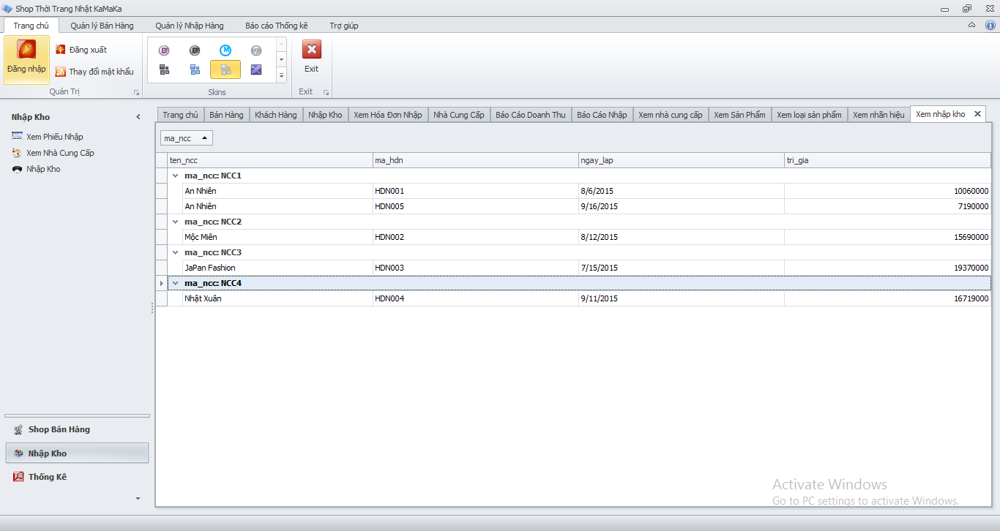 Shop Thời Trang Nhật KaMaKa
Trang chủ Quản lý Bán Hàng Quản lý Nhập Hàng Báo cáo Thống kê Trợ giúp
Đăng nhập
Đăng xuất
Thay đổi mật khẩu
Quản Trị
Skins
Exit
Exit
Nhập Kho
Xem Phiếu Nhập
Xem Nhà Cung Cấp
Nhập Kho
Trang chủ Bán Hàng Khách Hàng Nhập Kho Xem Hóa Đơn Nhập Nhà Cung Cấp Báo Cáo Doanh Thu Báo Cáo Nhập Xem nhà cung cấp Xem Sản Phẩm Xem loại sản phẩm Xem nhãn hiệu Xem nhập kho
ma_ncc
ten_ncc ma_hdn ngay_lap tri_gia
ma_ncc: NCC1
An Nhiên HDN001 8/6/2015 10060000
An Nhiên HDN005 9/16/2015 7190000
ma_ncc: NCC2
Mộc Miên HDN002 8/12/2015 15690000
ma_ncc: NCC3
JaPan Fashion HDN003 7/15/2015 19370000
ma_ncc: NCC4
Nhật Xuân HDN004 9/11/2015 16719000
Shop Bán Hàng
Nhập Kho
Thống Kê
Activate Windows
Go to PC settings to activate Windows.